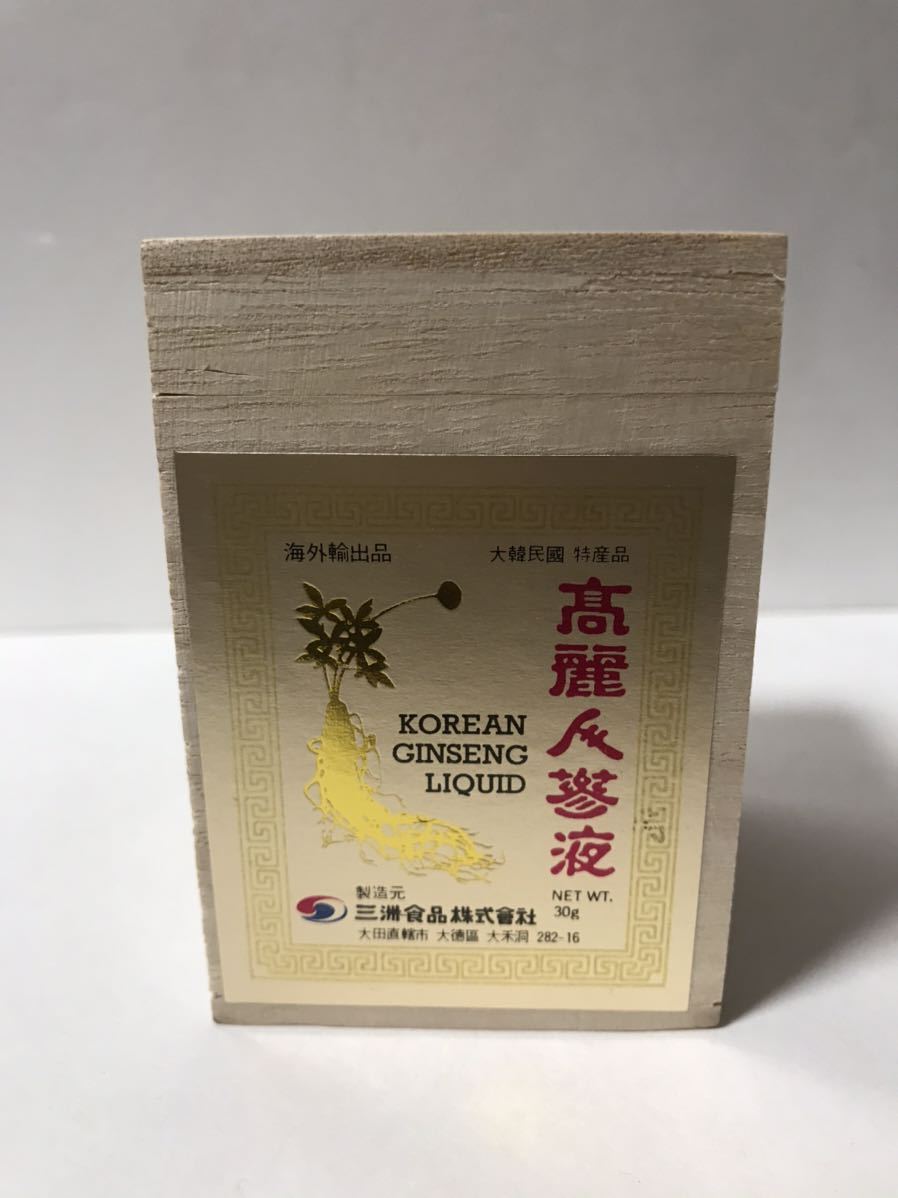 海外輸出品
大韓民國 特産品
高麗人蔘液
KOREAN
GINSENG
LIQUID
製造元
三洲食品株式會社
大田直轄市 大德區 大禾洞 282-16
NET WT.
30g